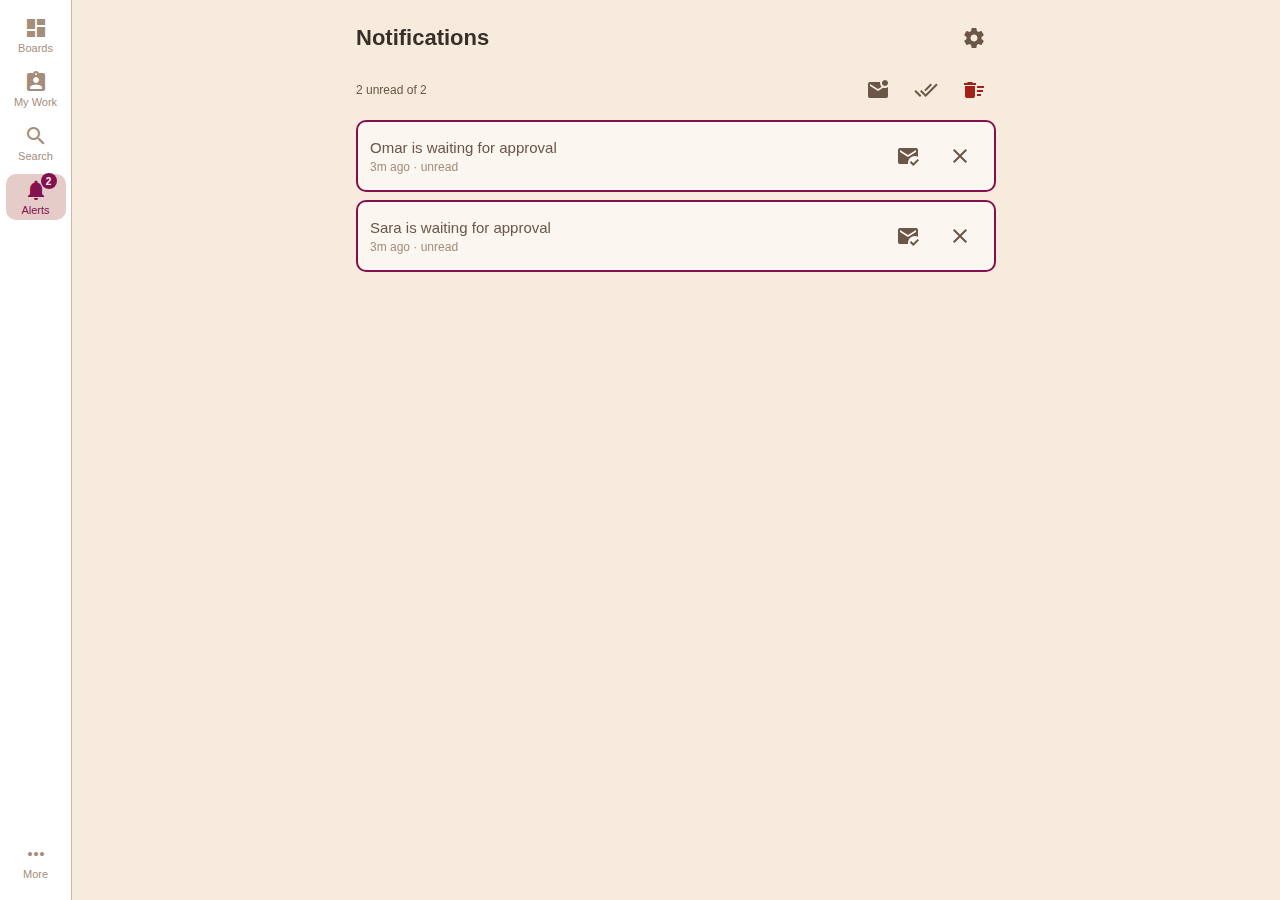 Boards
My Work
Search
2
Alerts
More
Notifications
2 unread of 2
Omar is waiting for approval
3m ago · unread
Sara is waiting for approval
3m ago · unread